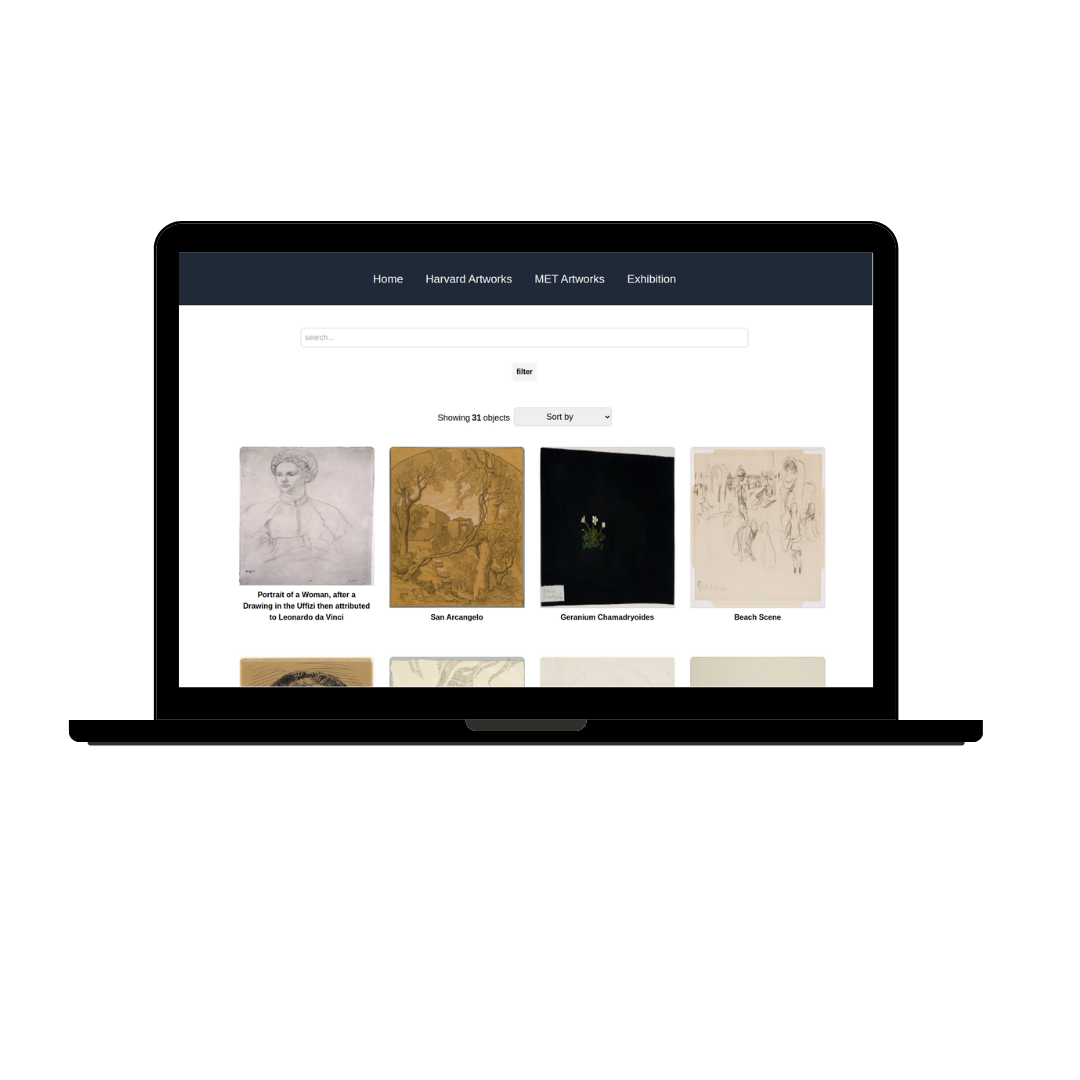 Home Harvard Artworks MET Artworks Exhibition
search...
filter
Showing 31 objects Sort by
Portrait of a Woman, after a
Drawing in the Uffizi then attributed
to Leonardo da Vinci
San Arcangelo
Geranium Chamadryoides
Beach Scene